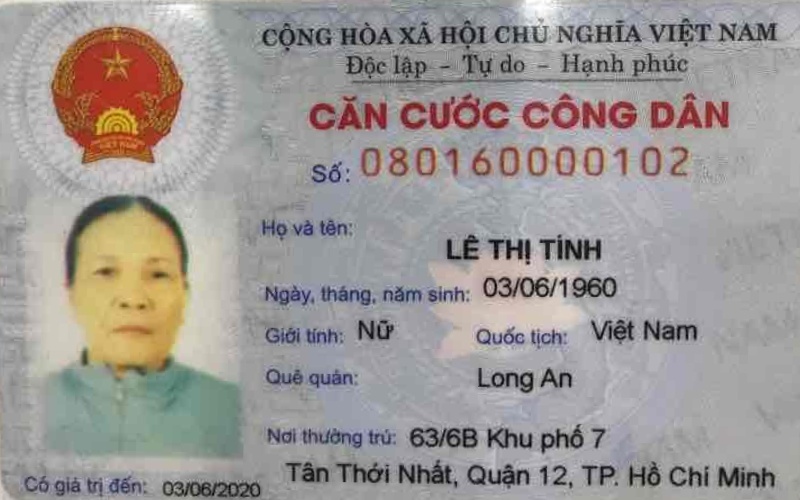 CỘNG HÒA XÃ HỘI CHỦ NGHĨA VIỆT NAM
Độc lập – Tự do – Hạnh phúc
CĂN CƯỚC CÔNG DÂN
Số: 080160000102
Họ và tên:
LÊ THỊ TÍNH
Ngày, tháng, năm sinh: 03/06/1960
Giới tính: Nữ Quốc tịch: Việt Nam
Quê quán: Long An
Nơi thường trú: 63/6B Khu phố 7
Tân Thới Nhất, Quận 12, TP. Hồ Chí Minh
Có giá trị đến: 03/06/2020
VIỆT NAM